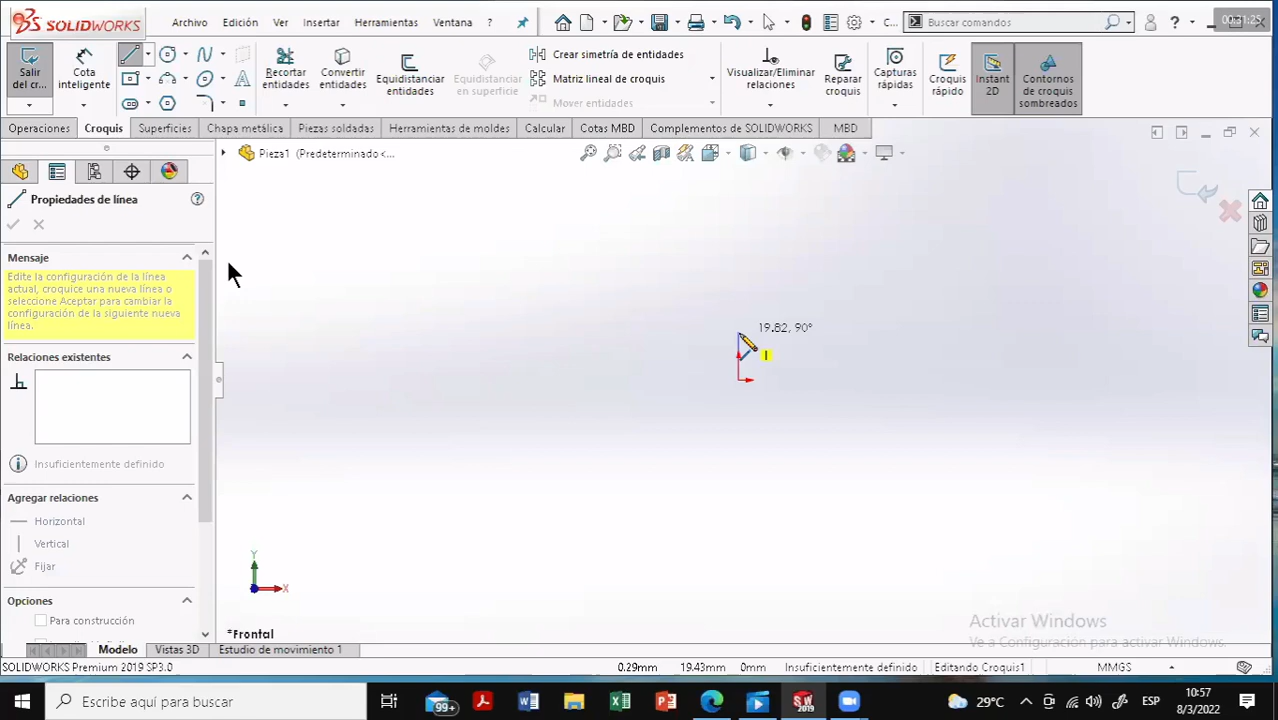 SOLIDWORKS
Archivo Edición Ver Insertar Herramientas Ventana ?
C...
Buscar comandos
Salir del cr...
Cota inteligente
Recortar entidades
Convertir entidades
Equidistanciar entidades
Equidistanciar en superficie
Crear simetría de entidades
Matriz lineal de croquis
Mover entidades
Visualizar/Eliminar relaciones
Reparar croquis
Capturas rápidas
Croquis rápido
Instant 2D
Contornos de croquis sombreados
Operaciones Croquis Superficies Chapa metálica Piezas soldadas Herramientas de moldes Calcular Cotas MBD Complementos de SOLIDWORKS MBD
Pieza1 (Predeterminado<...
Propiedades de línea
Mensaje
Edite la configuración de la línea
actual, croquice una nueva línea o
seleccione Aceptar para cambiar la
configuración de la siguiente nueva
línea.
Relaciones existentes
Insuficientemente definido
Agregar relaciones
Horizontal
Vertical
Fijar
Opciones
Para construcción
19.82, 90°
Y
X
*Frontal
Activar Windows
Ve a Configuración para activar Windows.
Modelo Vistas 3D Estudio de movimiento 1
SOLIDWORKS Premium 2019 SP3.0
0.29mm 19.43mm 0mm Insuficientemente definido Editando Croquis1 MMGS
Escribe aquí para buscar
99+
2019
29°C
ESP
10:57
8/3/2022